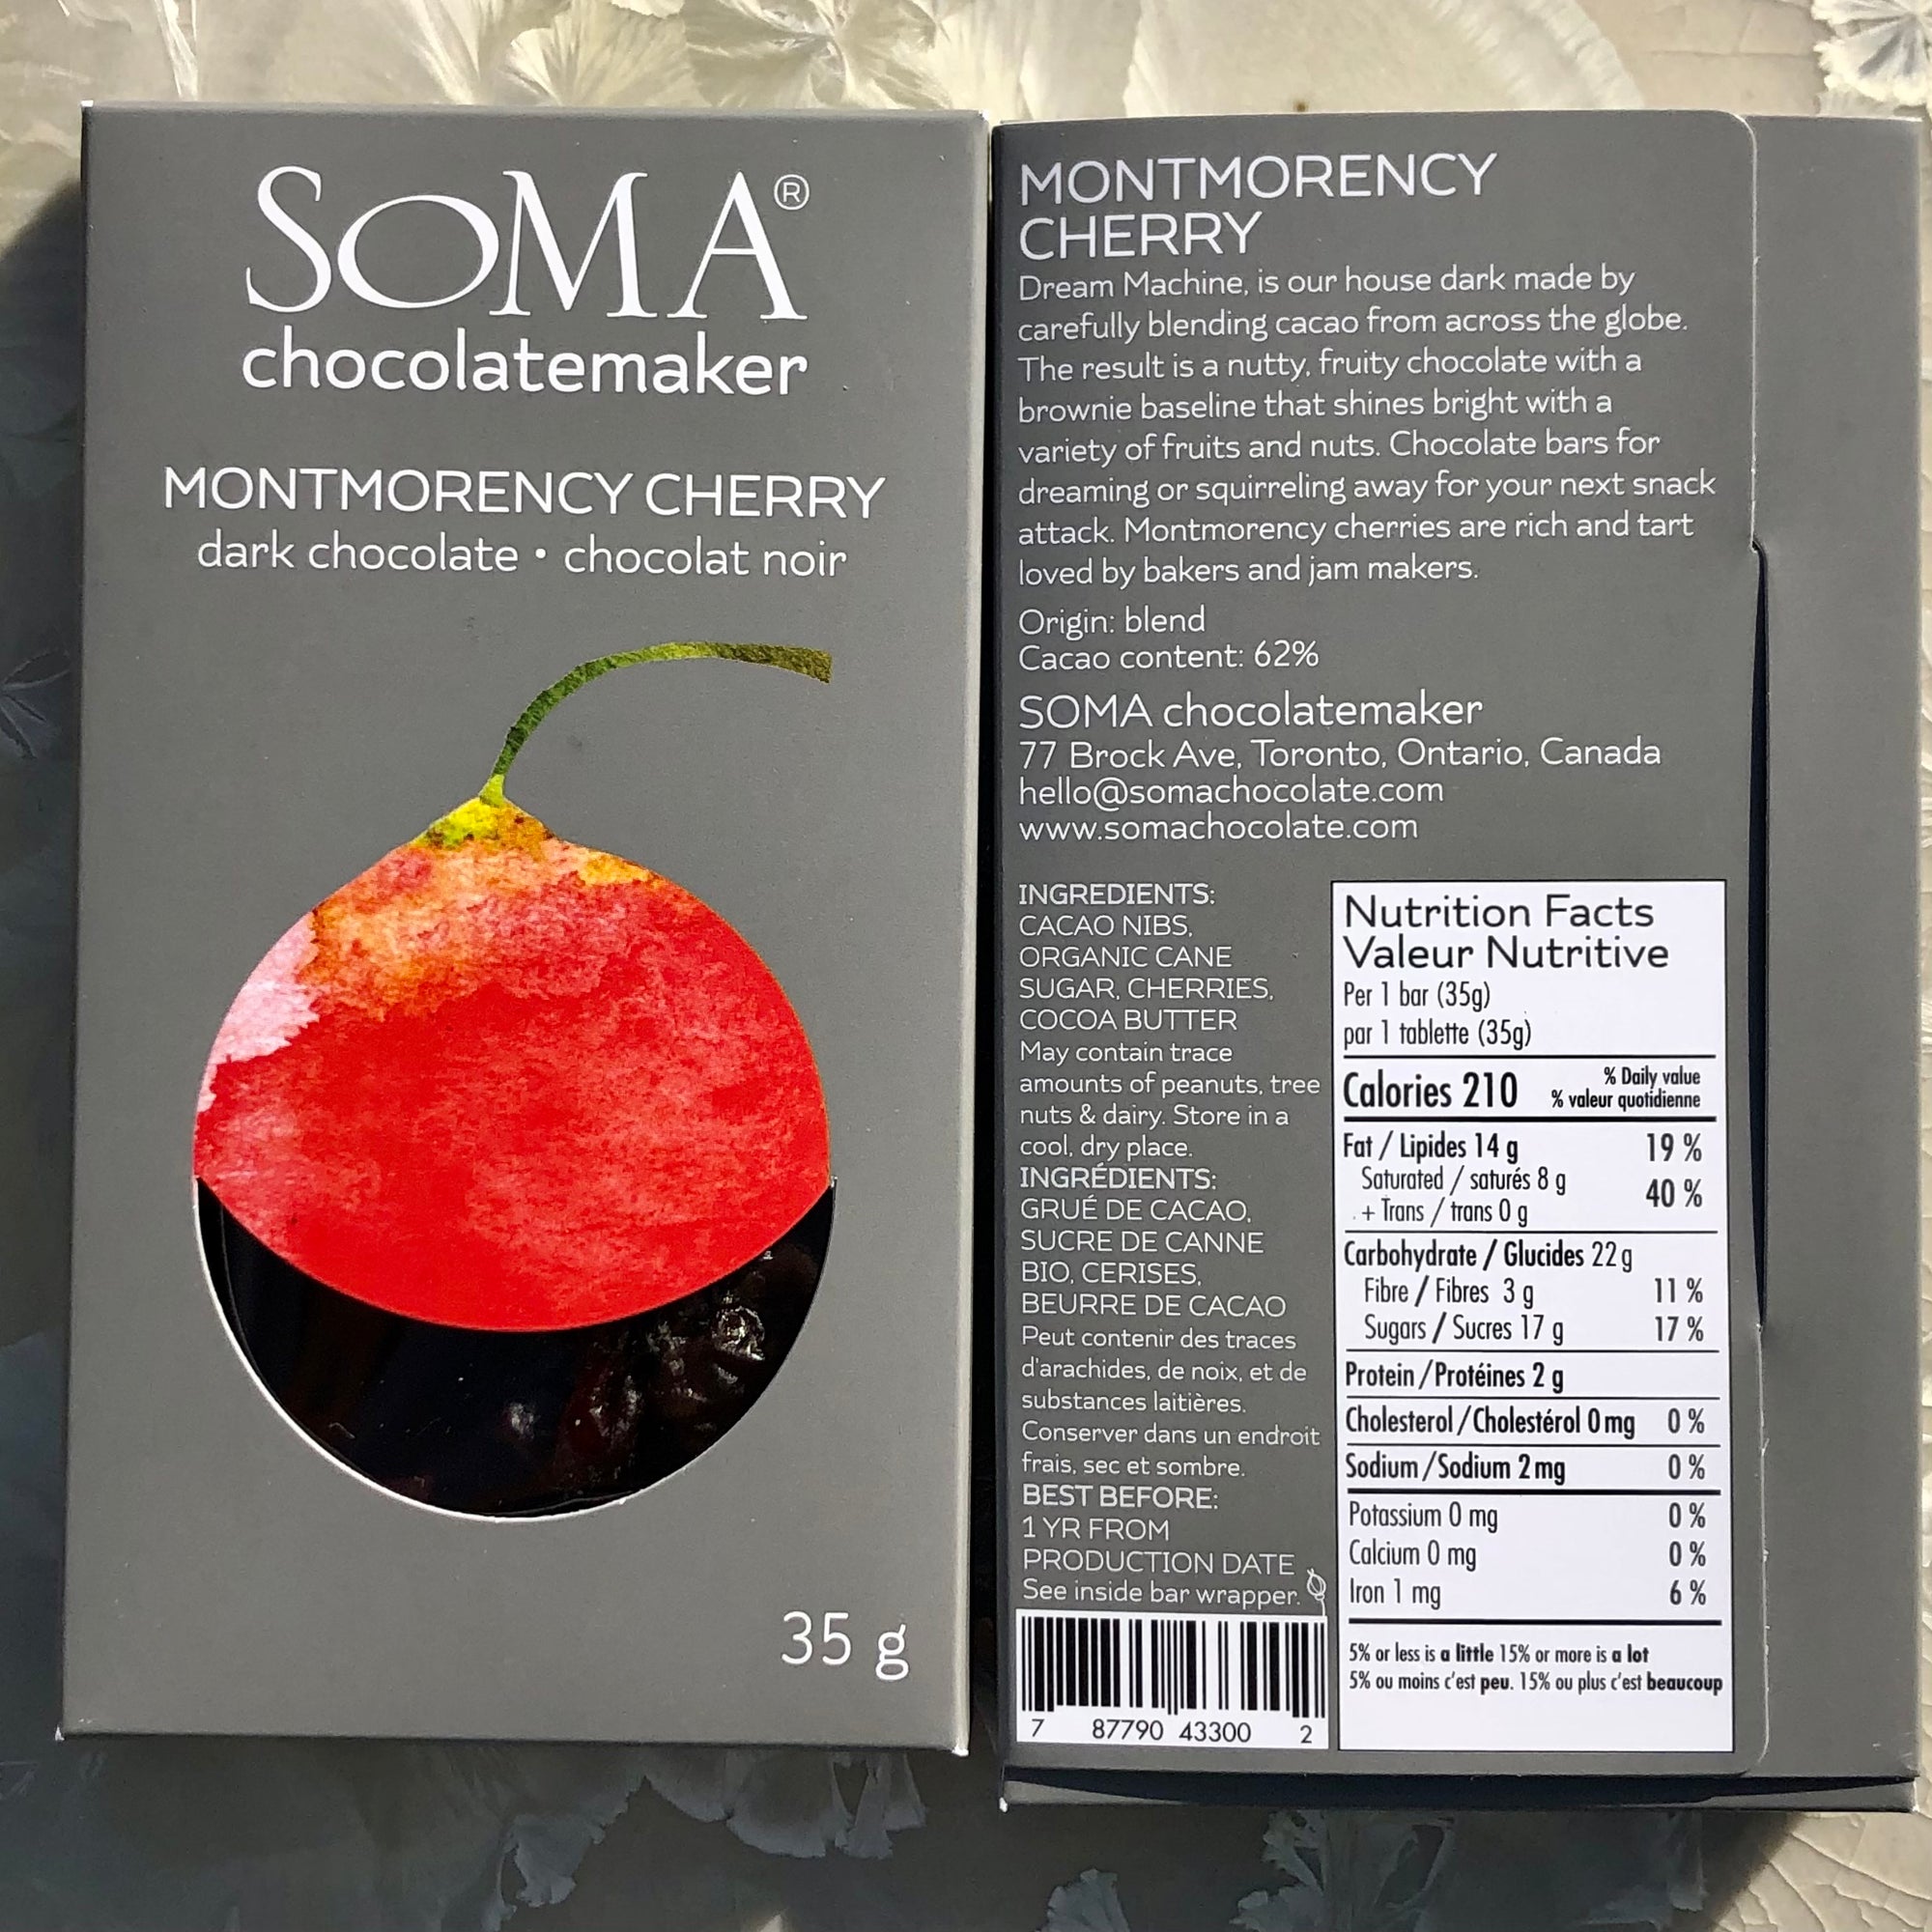 SOMA®
chocolatemaker
MONTMORENCY CHERRY
dark chocolate • chocolat noir
35 g
MONTMORENCY
CHERRY
Dream Machine, is our house dark made by
carefully blending cacao from across the globe.
The result is a nutty, fruity chocolate with a
brownie baseline that shines bright with a
variety of fruits and nuts. Chocolate bars for
dreaming or squirreling away for your next snack
attack. Montmorency cherries are rich and tart
loved by bakers and jam makers.
Origin: blend
Cacao content: 62%
SOMA chocolatemaker
77 Brock Ave, Toronto, Ontario, Canada
hello@somachocolate.com
www.somachocolate.com
INGREDIENTS:
CACAO NIBS,
ORGANIC CANE
SUGAR, CHERRIES,
COCOA BUTTER
May contain trace
amounts of peanuts, tree
nuts & dairy. Store in a
cool, dry place.
INGRÉDIENTS:
GRUÉ DE CACAO,
SUCRE DE CANNE
BIO, CERISES,
BEURRE DE CACAO
Peut contenir des traces
d'arachides, de noix, et de
substances laitières.
Conserver dans un endroit
frais, sec et sombre.
BEST BEFORE:
1 YR FROM
PRODUCTION DATE
See inside bar wrapper.
7 87790 43300 2
Nutrition Facts
Valeur Nutritive
Per 1 bar (35g)
par 1 tablette (35g)
Calories 210 % Daily value
% valeur quotidienne
Fat / Lipides 14 g 19 %
Saturated / saturés 8 g 40 %
+ Trans / trans 0 g
Carbohydrate / Glucides 22 g
Fibre / Fibres 3 g 11 %
Sugars / Sucres 17 g 17 %
Protein / Protéines 2 g
Cholesterol / Cholestérol 0 mg 0 %
Sodium / Sodium 2 mg 0 %
Potassium 0 mg 0 %
Calcium 0 mg 0 %
Iron 1 mg 6 %
5% or less is a little 15% or more is a lot
5% ou moins c'est peu. 15% ou plus c'est beaucoup